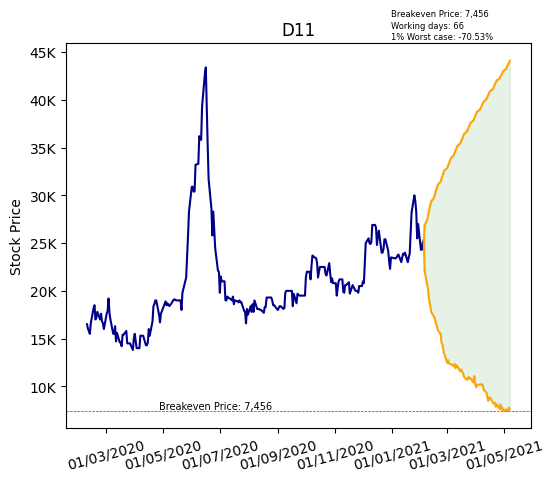 Breakeven Price: 7,456
Working days: 66
1% Worst case: -70.53%
D11
45K
40K
35K
30K
25K
20K
15K
10K
Stock Price
Breakeven Price: 7,456
01/03/2020
01/05/2020
01/07/2020
01/09/2020
01/11/2020
01/01/2021
01/03/2021
01/05/2021